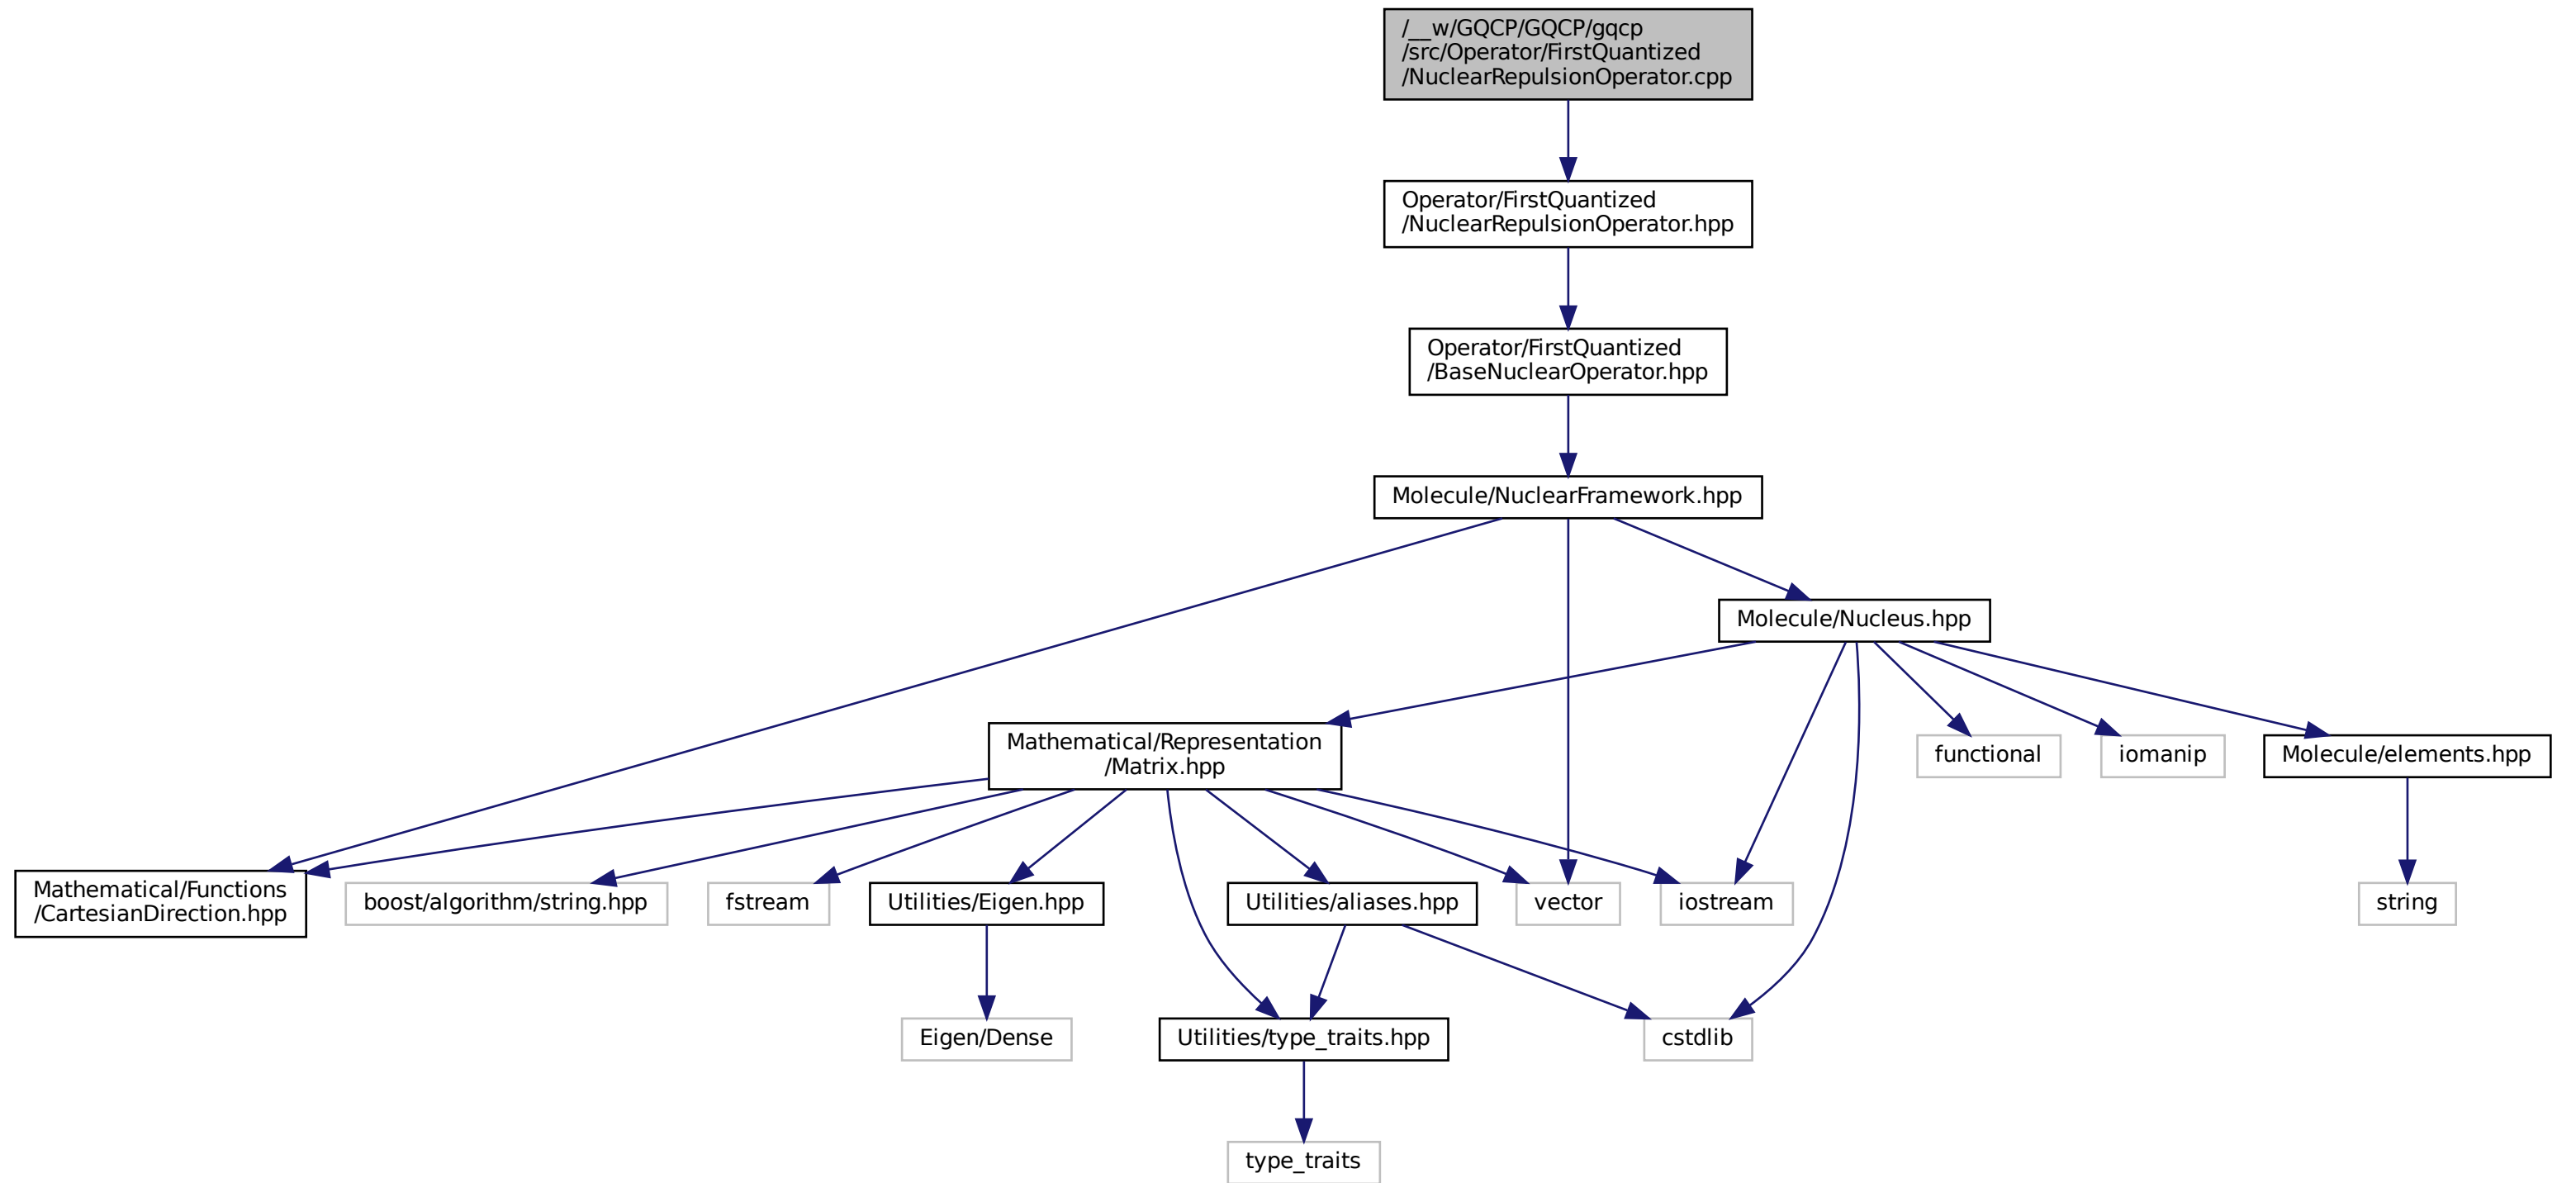 /__w/GQCP/GQCP/gqcp
/src/Operator/FirstQuantized
/NuclearRepulsionOperator.cpp
Operator/FirstQuantized
/NuclearRepulsionOperator.hpp
Operator/FirstQuantized
/BaseNuclearOperator.hpp
Molecule/NuclearFramework.hpp
Molecule/Nucleus.hpp
Mathematical/Representation
/Matrix.hpp
functional
iomanip
Molecule/elements.hpp
Mathematical/Functions
/CartesianDirection.hpp
boost/algorithm/string.hpp
fstream
Utilities/Eigen.hpp
Utilities/aliases.hpp
vector
iostream
string
Eigen/Dense
Utilities/type_traits.hpp
cstdlib
type_traits